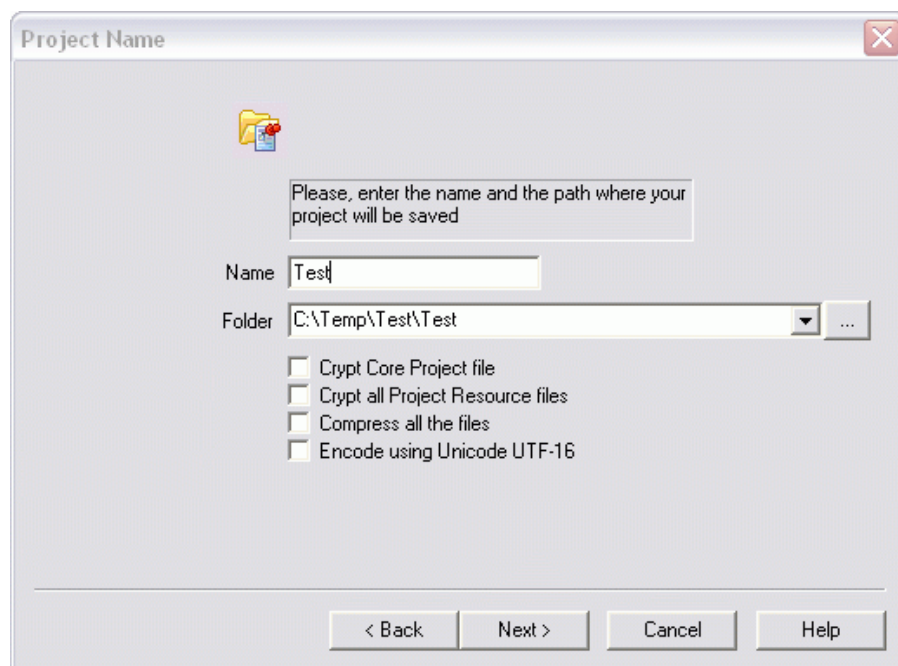 Project Name
Please, enter the name and the path where your
project will be saved
Name Test
Folder C:\Temp\Test\Test ...
Crypt Core Project file
Crypt all Project Resource files
Compress all the files
Encode using Unicode UTF-16
< Back Next > Cancel Help